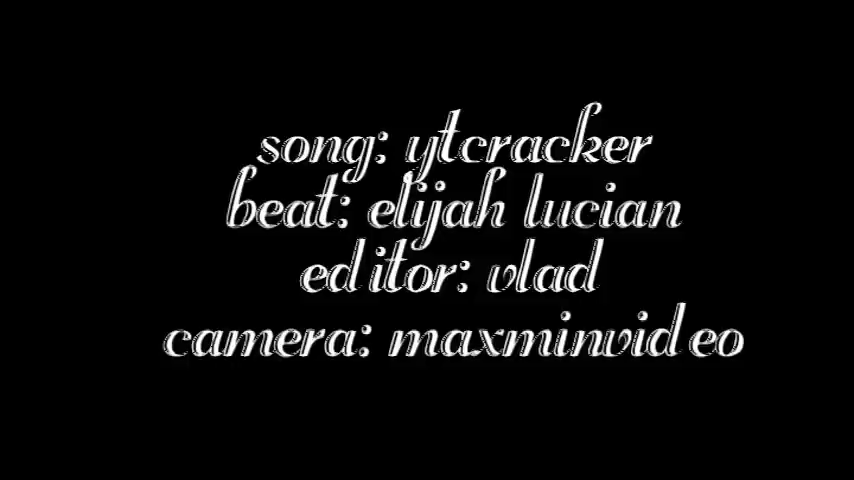 song: ytcracker
beat: elijah lucian
editor: vlad
camera: maxminvideo